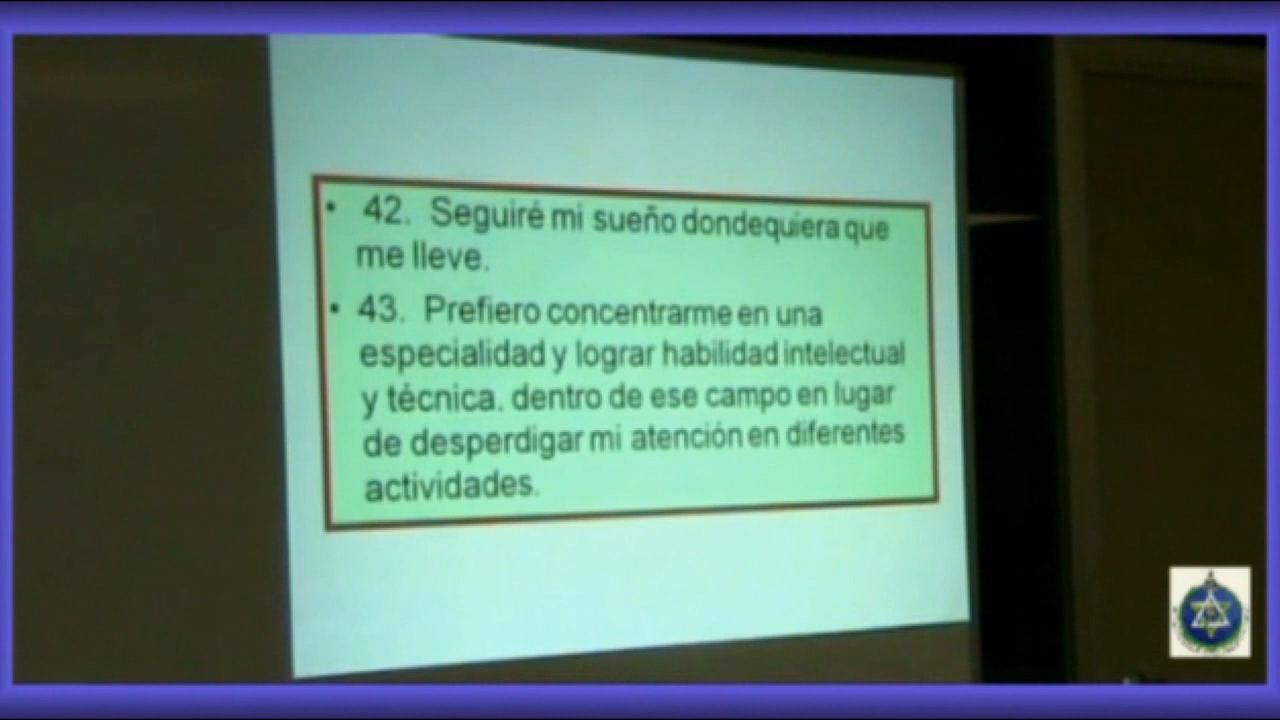 • 42. Seguiré mi sueño dondequiera que
me lleve.
• 43. Prefiero concentrarme en una
especialidad y lograr habilidad intelectual
y técnica. dentro de ese campo en lugar
de desperdigar mi atención en diferentes
actividades.